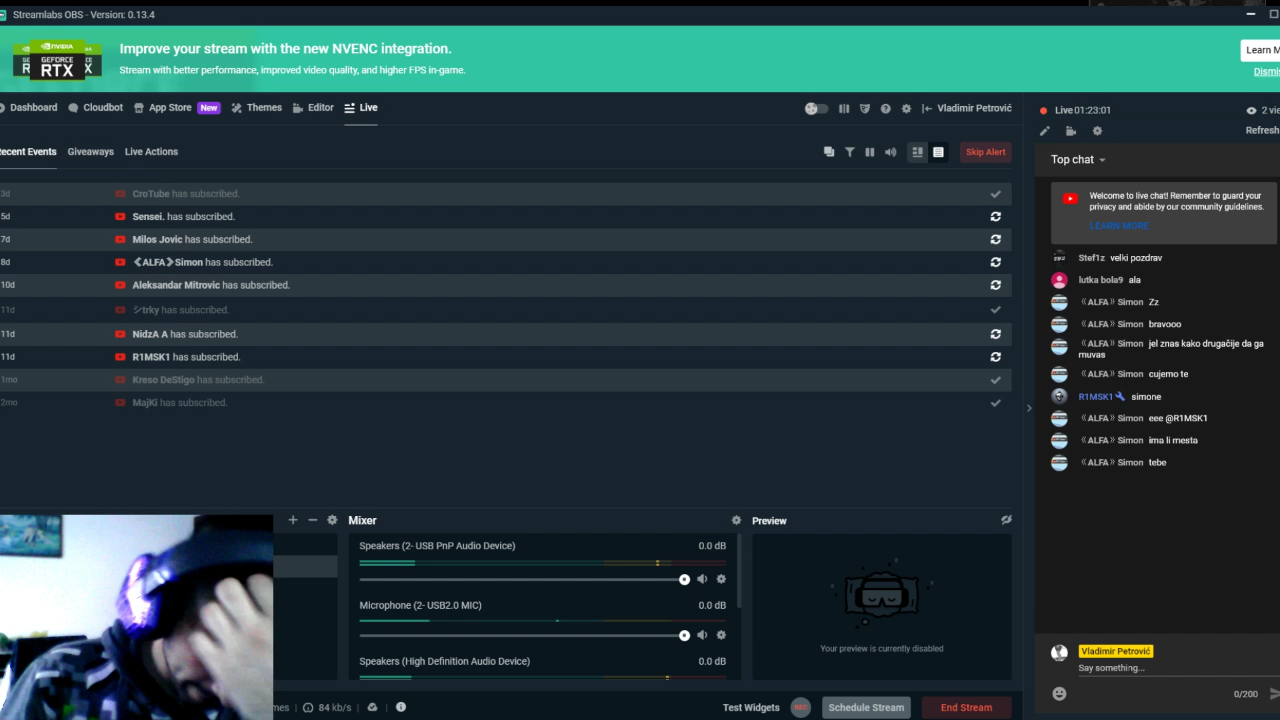 Streamlabs OBS - Version: 0.13.4
NVIDIA
GEFORCE
RTX
Improve your stream with the new NVENC integration.
Stream with better performance, improved video quality, and higher FPS in-game.
Learn M
Dismis
Dashboard
Cloudbot
App Store
New
Themes
Editor
Live
Vladimir Petrović
ecent Events
Giveaways
Live Actions
Skip Alert
3d CroTube has subscribed.
5d Sensei. has subscribed.
7d Milos Jovic has subscribed.
8d 《ALFA》Simon has subscribed.
10d Aleksandar Mitrovic has subscribed.
11d シtrky has subscribed.
11d NidzA A has subscribed.
11d R1MSK1 has subscribed.
1mo Kreso DeStigo has subscribed.
2mo MajKi has subscribed.
Mixer
Speakers (2- USB PnP Audio Device) 0.0 dB
Microphone (2- USB2.0 MIC) 0.0 dB
Speakers (High Definition Audio Device) 0.0 dB
Preview
Your preview is currently disabled
mes
84 kb/s
Test Widgets
REC
Schedule Stream
End Stream
Live 01:23:01
2 vie
Refresh
Top chat
Welcome to live chat! Remember to guard your
privacy and abide by our community guidelines.
LEARN MORE
Stef1z velki pozdrav
lutka bola9 ala
《ALFA》Simon Zz
《ALFA》Simon bravooo
《ALFA》Simon jel znas kako drugačije da ga
muvas
《ALFA》Simon cujemo te
R1MSK1 simone
《ALFA》Simon eee @R1MSK1
《ALFA》Simon ima li mesta
《ALFA》Simon tebe
Vladimir Petrović
Say something...
0/200